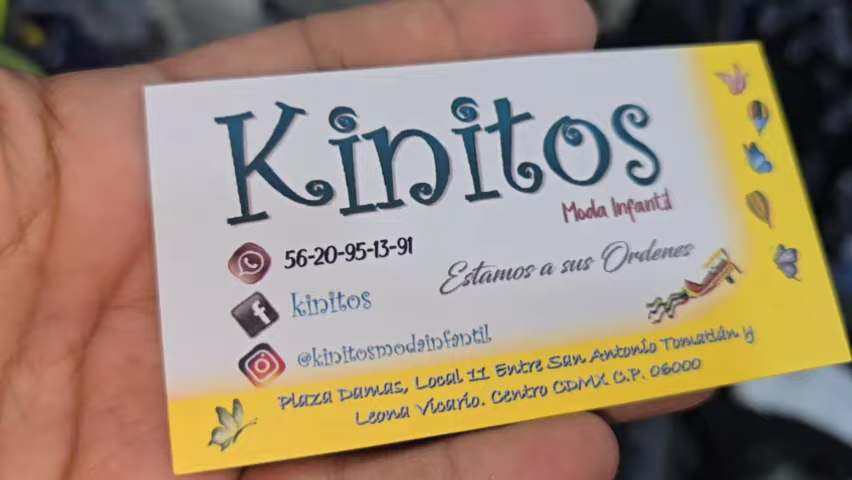 Kinitos
Moda Infantil
56-20-95-13-91
Estamos a sus Ordenes
kinitos
@kinitosmodainfantil
Plaza Damas, Local 11 Entre San Antonio Tomatlán y
Leona Vicario. Centro CDMX C.P. 06000